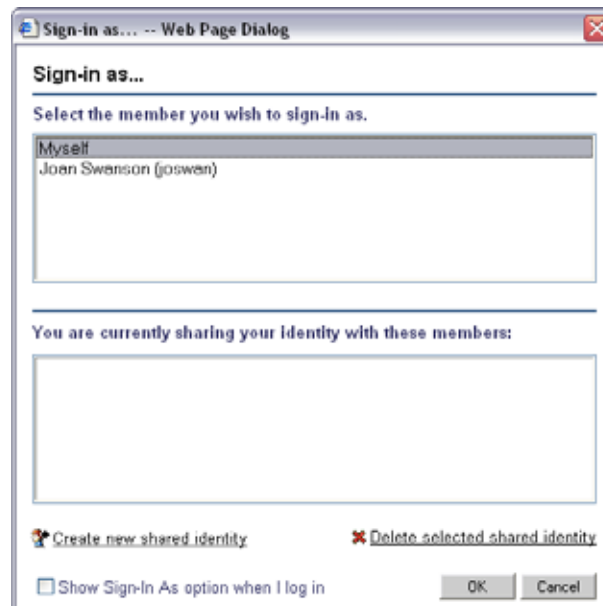 Sign-in as... -- Web Page Dialog
Sign-in as...
Select the member you wish to sign-in as.
Myself
Joan Swanson (joswan)
You are currently sharing your identity with these members:
Create new shared identity
Delete selected shared identity
Show Sign-In As option when I log in
OK
Cancel